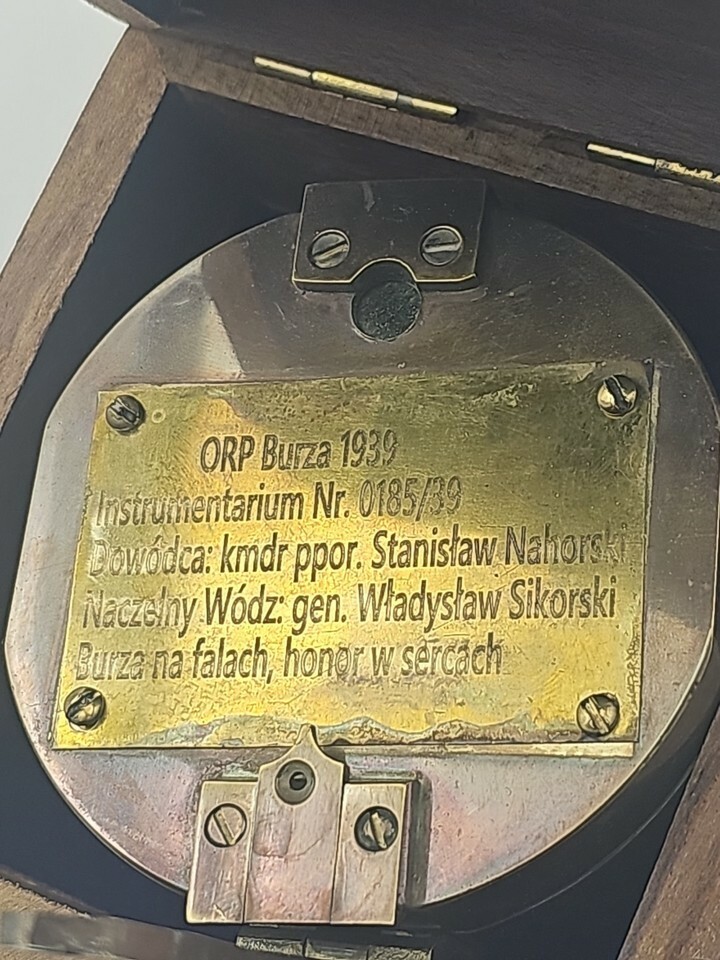 ORP Burza 1939
Instrumentarium Nr. 0185/39
Dowódca: kmdr ppor. Stanisław Nahorski
Naczelny Wódz: gen. Władysław Sikorski
Burza na falach, honor w sercach